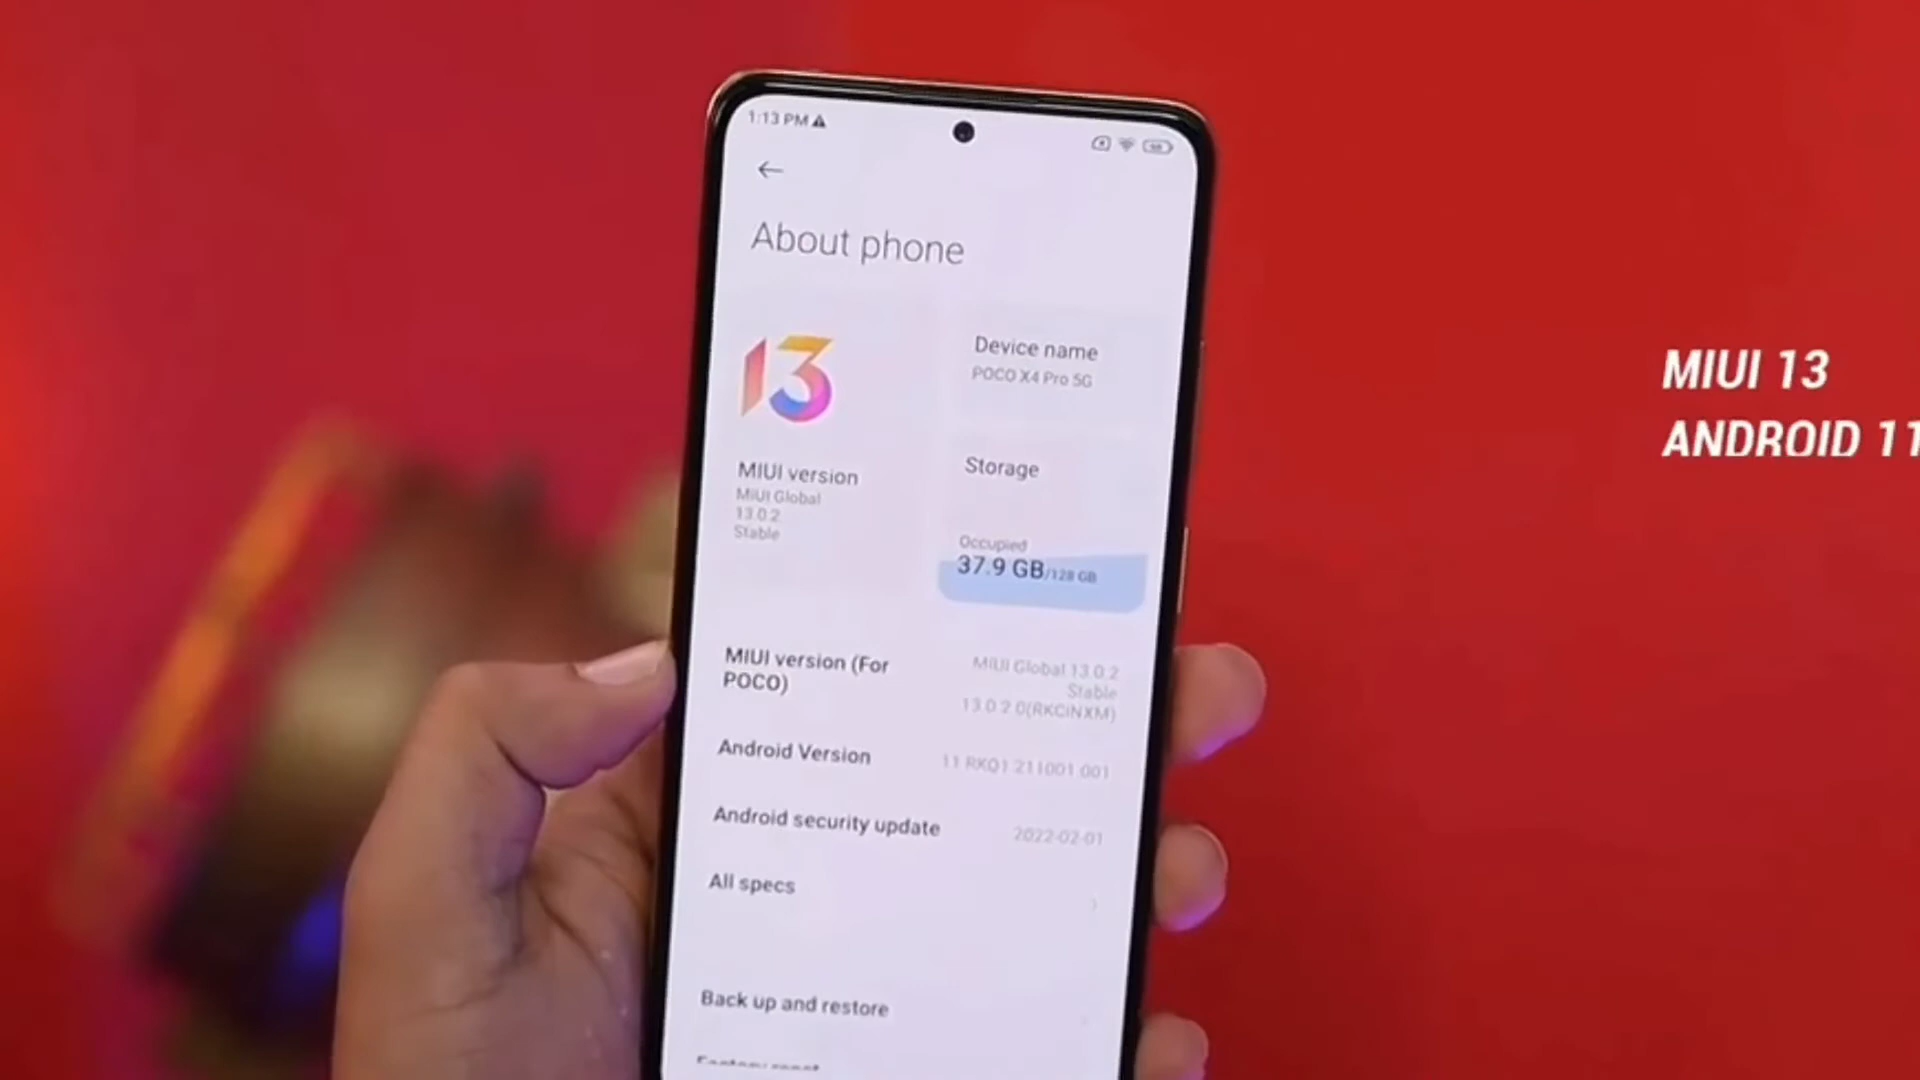 1:13 PM
About phone
13
Device name
POCO X4 Pro 5G
Storage
MIUI version
MIUI Global
13.0.2
Stable
Occupied
37.9 GB/128 GB
MIUI version (For
POCO)
MIUI Global 13.0.2
Stable
13.0.2.0(RKCINXM)
Android Version
11 RKQ1.211001.001
Android security update
2022-02-01
All specs
Back up and restore
MIUI 13
ANDROID 11